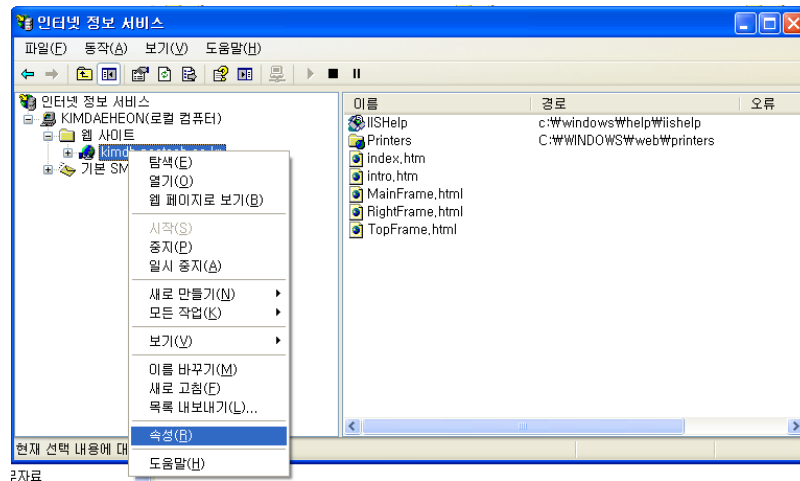 인터넷 정보 서비스
파일(F) 동작(A) 보기(V) 도움말(H)
인터넷 정보 서비스
KIMDAEHEON(로컬 컴퓨터)
웹 사이트
기본 SM
탐색(E)
열기(O)
웹 페이지로 보기(B)
시작(S)
중지(P)
일시 중지(A)
새로 만들기(N)
모든 작업(K)
보기(V)
이름 바꾸기(M)
새로 고침(F)
목록 내보내기(L)...
속성(R)
도움말(H)
이름 경로 오류
IISHelp c:₩windows₩help₩iishelp
Printers C:₩WINDOWS₩web₩printers
index.htm
intro.htm
MainFrame.html
RightFrame.html
TopFrame.html
현재 선택 내용에 대